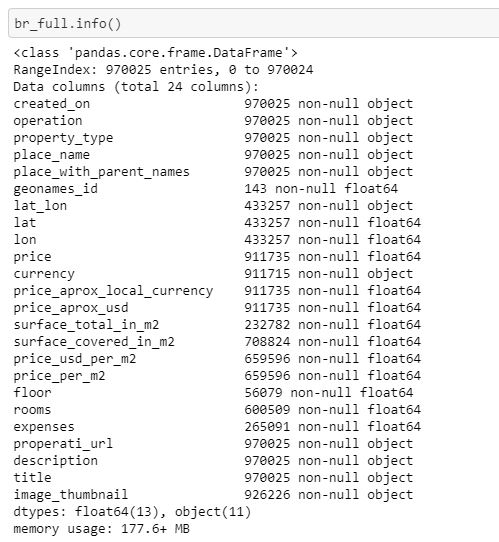 br_full.info()
<class 'pandas.core.frame.DataFrame'>
RangeIndex: 970025 entries, 0 to 970024
Data columns (total 24 columns):
created_on                    970025 non-null object
operation                     970025 non-null object
property_type                 970025 non-null object
place_name                    970025 non-null object
place_with_parent_names       970025 non-null object
geonames_id                   143 non-null float64
lat_lon                       433257 non-null object
lat                           433257 non-null float64
lon                           433257 non-null float64
price                         911735 non-null float64
currency                      911715 non-null object
price_aprox_local_currency    911735 non-null float64
price_aprox_usd               911735 non-null float64
surface_total_in_m2           232782 non-null float64
surface_covered_in_m2         708824 non-null float64
price_usd_per_m2              659596 non-null float64
price_per_m2                  659596 non-null float64
floor                         56079 non-null float64
rooms                         600509 non-null float64
expenses                      265091 non-null float64
properati_url                 970025 non-null object
description                   970025 non-null object
title                         970025 non-null object
image_thumbnail               926226 non-null object
dtypes: float64(13), object(11)
memory usage: 177.6+ MB